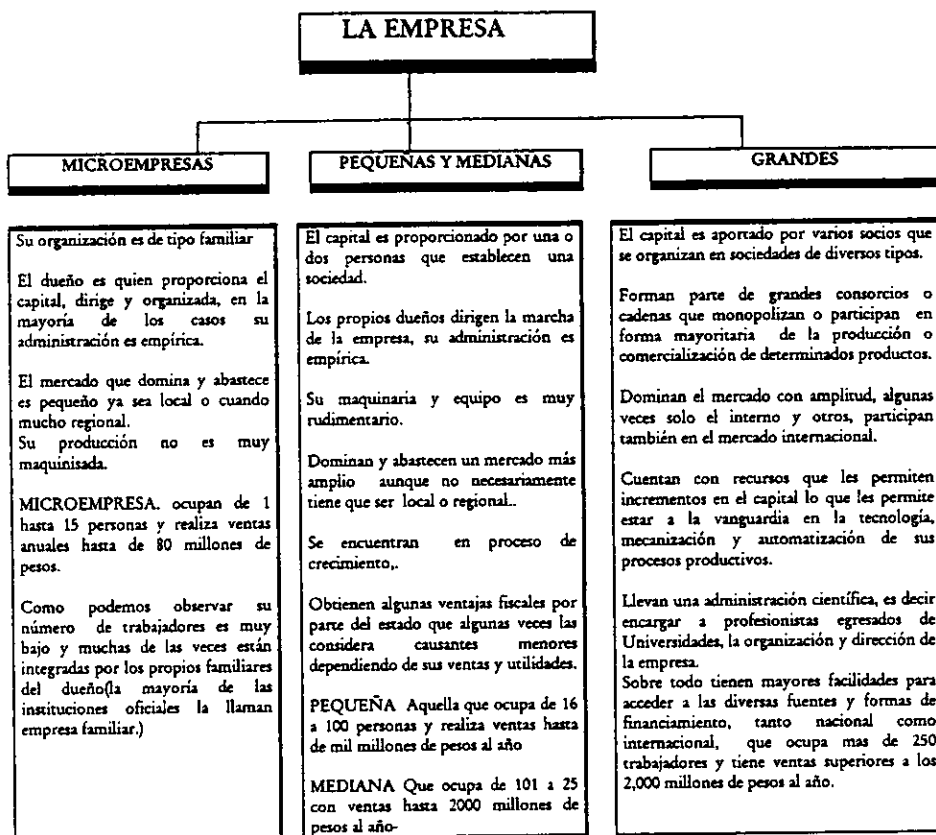 LA EMPRESA
MICROEMPRESAS
Su organización es de tipo familiar
El dueño es quien proporciona el
capital, dirige y organizada, en la
mayoría de los casos su
administración es empírica.
El mercado que domina y abastece
es pequeño ya sea local o cuando
mucho regional.
Su producción no es muy
maquinisada.
MICROEMPRESA. ocupan de 1
hasta 15 personas y realiza ventas
anuales hasta de 80 millones de
pesos.
Como podemos observar su
número de trabajadores es muy
bajo y muchas de las veces están
integradas por los propios familiares
del dueño(la mayoría de las
instituciones oficiales la llaman
empresa familiar.)
PEQUEÑAS Y MEDIANAS
El capital es proporcionado por una o
dos personas que establecen una
sociedad.
Los propios dueños dirigen la marcha
de la empresa, su administración es
empírica.
Su maquinaria y equipo es muy
rudimentario.
Dominan y abastecen un mercado más
amplio aunque no necesariamente
tiene que ser local o regional..
Se encuentran en proceso de
crecimiento,.
Obtienen algunas ventajas fiscales por
parte del estado que algunas veces las
considera causantes menores
dependiendo de sus ventas y utilidades.
PEQUEÑA Aquella que ocupa de 16
a 100 personas y realiza ventas hasta
de mil millones de pesos al año
MEDIANA Que ocupa de 101 a 25
con ventas hasta 2000 millones de
pesos al año-
GRANDES
El capital es aportado por varios socios que
se organizan en sociedades de diversos tipos.
Forman parte de grandes consorcios o
cadenas que monopolizan o participan en
forma mayoritaria de la producción o
comercialización de determinados productos.
Dominan el mercado con amplitud, algunas
veces solo el interno y otros, participan
también en el mercado internacional.
Cuentan con recursos que les permiten
incrementos en el capital lo que les permite
estar a la vanguardia en la tecnología,
mecanización y automatización de sus
procesos productivos.
Llevan una administración científica, es decir
encargar a profesionistas egresados de
Universidades, la organización y dirección de
la empresa.
Sobre todo tienen mayores facilidades para
acceder a las diversas fuentes y formas de
financiamiento, tanto nacional como
internacional, que ocupa mas de 250
trabajadores y tiene ventas superiores a los
2,000 millones de pesos al año.